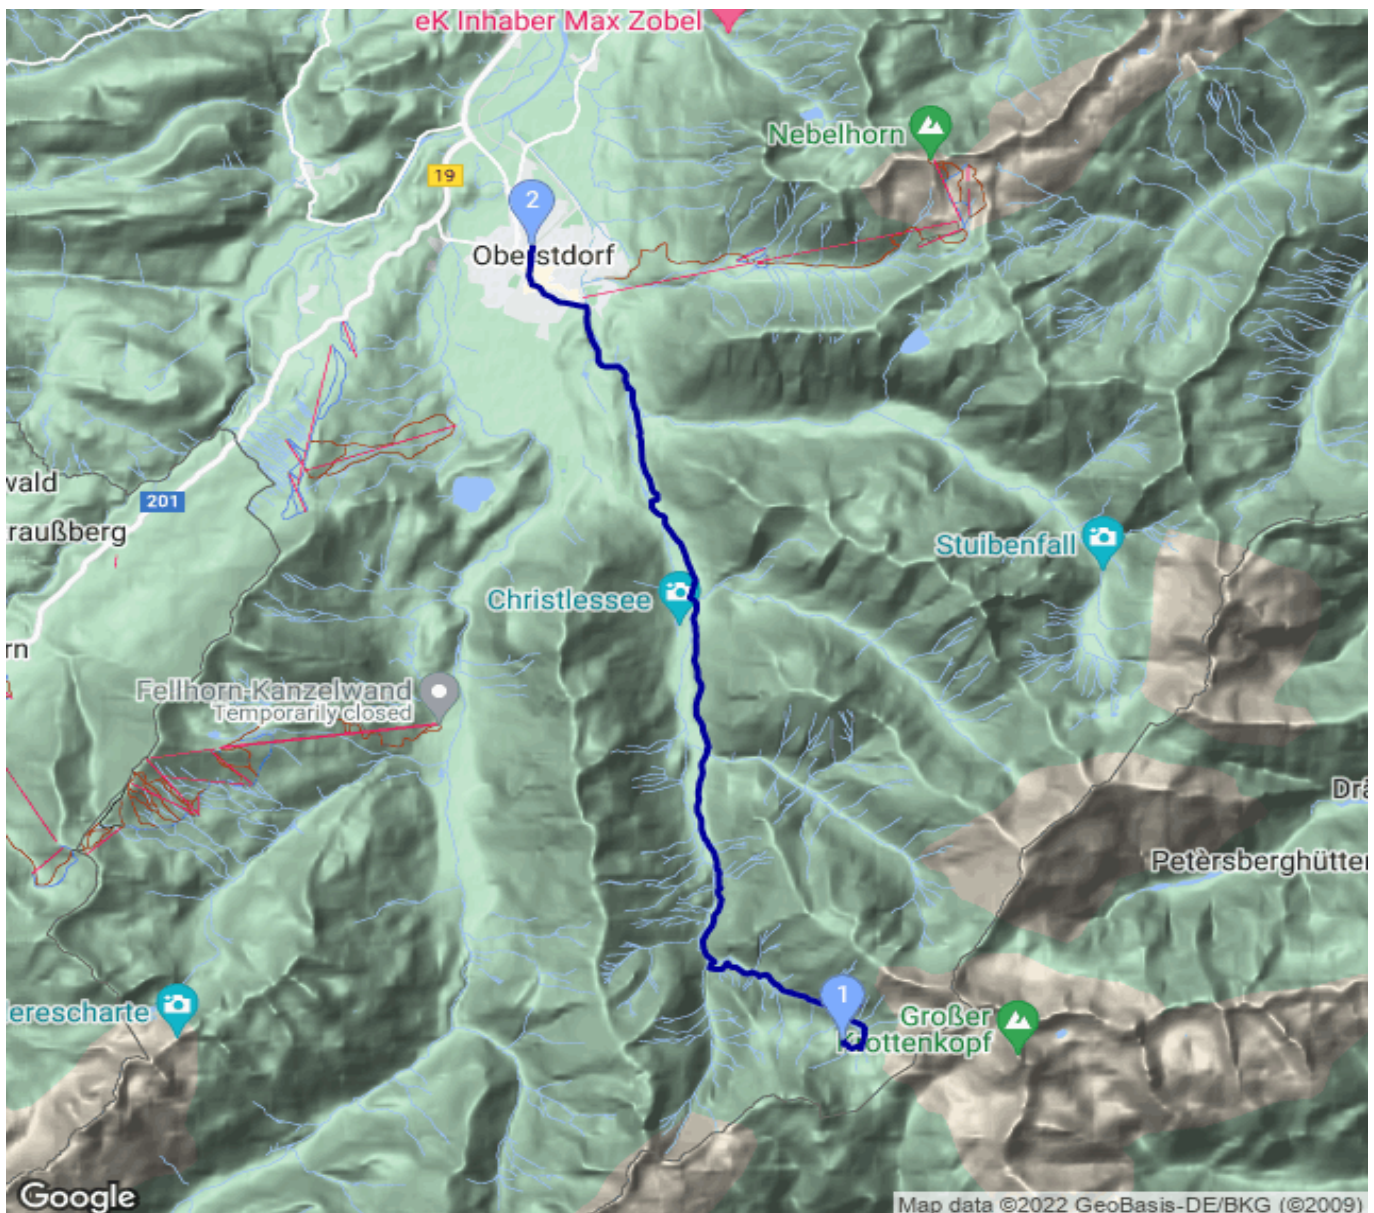 eK Inhaber Max Zobel
Nebelhorn
19
2
Oberstdorf
wald
201
raußberg
Stuibenfall
Christlessee
rn
Fellhorn-Kanzelwand
Temporarily closed
Drä
Petersberghütte
1
erescharte
Großer
Krottenkopf
Google
Map data ©2022 GeoBasis-DE/BKG (©2009)